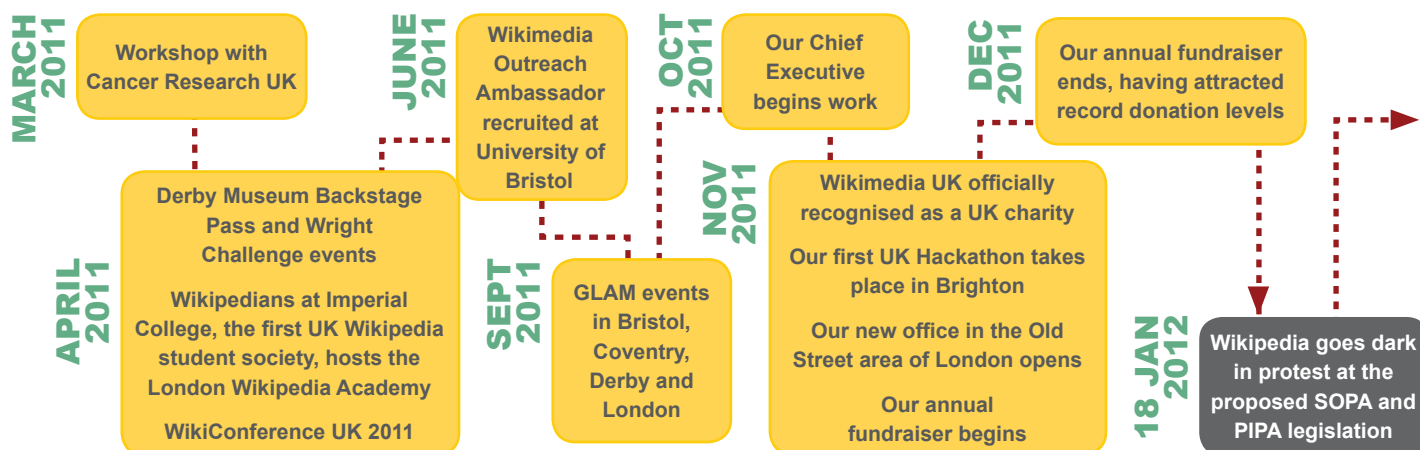 MARCH
2011
Workshop with
Cancer Research UK
APRIL
2011
Derby Museum Backstage
Pass and Wright
Challenge events
Wikipedians at Imperial
College, the first UK Wikipedia
student society, hosts the
London Wikipedia Academy
WikiConference UK 2011
JUNE
2011
Wikimedia
Outreach
Ambassador
recruited at
University of
Bristol
SEPT
2011
GLAM events
in Bristol,
Coventry,
Derby and
London
OCT
2011
Our Chief
Executive
begins work
NOV
2011
Wikimedia UK officially
recognised as a UK charity
Our first UK Hackathon takes
place in Brighton
Our new office in the Old
Street area of London opens
Our annual
fundraiser begins
DEC
2011
Our annual fundraiser
ends, having attracted
record donation levels
18 JAN
2012
Wikipedia goes dark
in protest at the
proposed SOPA and
PIPA legislation